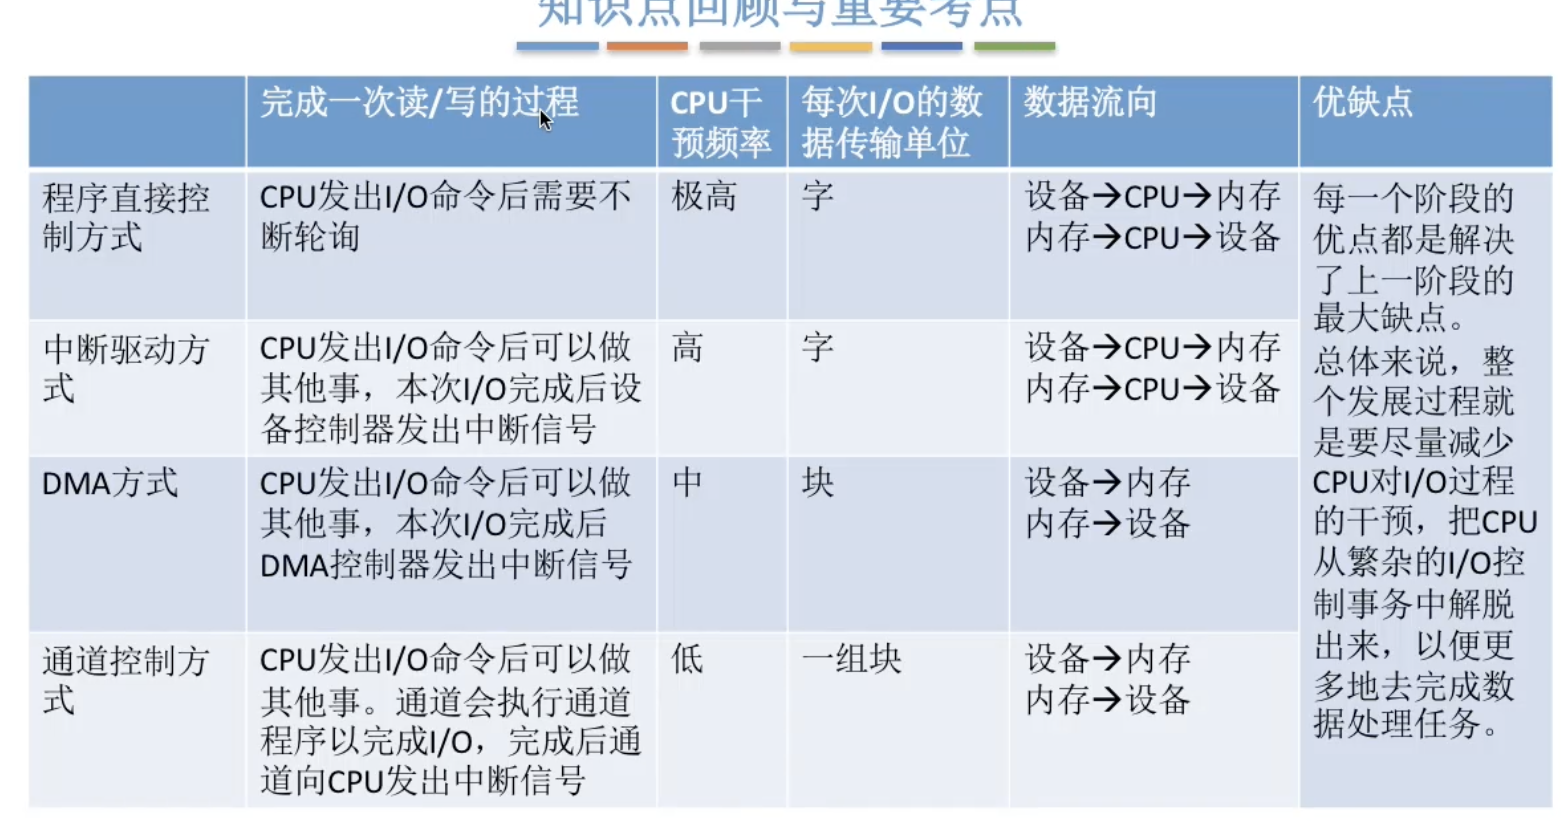 知识点回顾与重要考点
完成一次读/写的过程
CPU干
预频率
每次I/O的数
据传输单位
数据流向
优缺点
程序直接控
制方式
CPU发出I/O命令后需要不
断轮询
极高
字
设备→CPU→内存
内存→CPU→设备
每一个阶段的
优点都是解决
了上一阶段的
最大缺点。
总体来说，整
个发展过程就
是要尽量减少
CPU对I/O过程
的干预，把CPU
从繁杂的I/O控
制事务中解脱
出来，以便更
多地去完成数
据处理任务。
中断驱动方
式
CPU发出I/O命令后可以做
其他事，本次I/O完成后设
备控制器发出中断信号
高
字
设备→CPU→内存
内存→CPU→设备
DMA方式
CPU发出I/O命令后可以做
其他事，本次I/O完成后
DMA控制器发出中断信号
中
块
设备→内存
内存→设备
通道控制方
式
CPU发出I/O命令后可以做
其他事。通道会执行通道
程序以完成I/O，完成后通
道向CPU发出中断信号
低
一组块
设备→内存
内存→设备